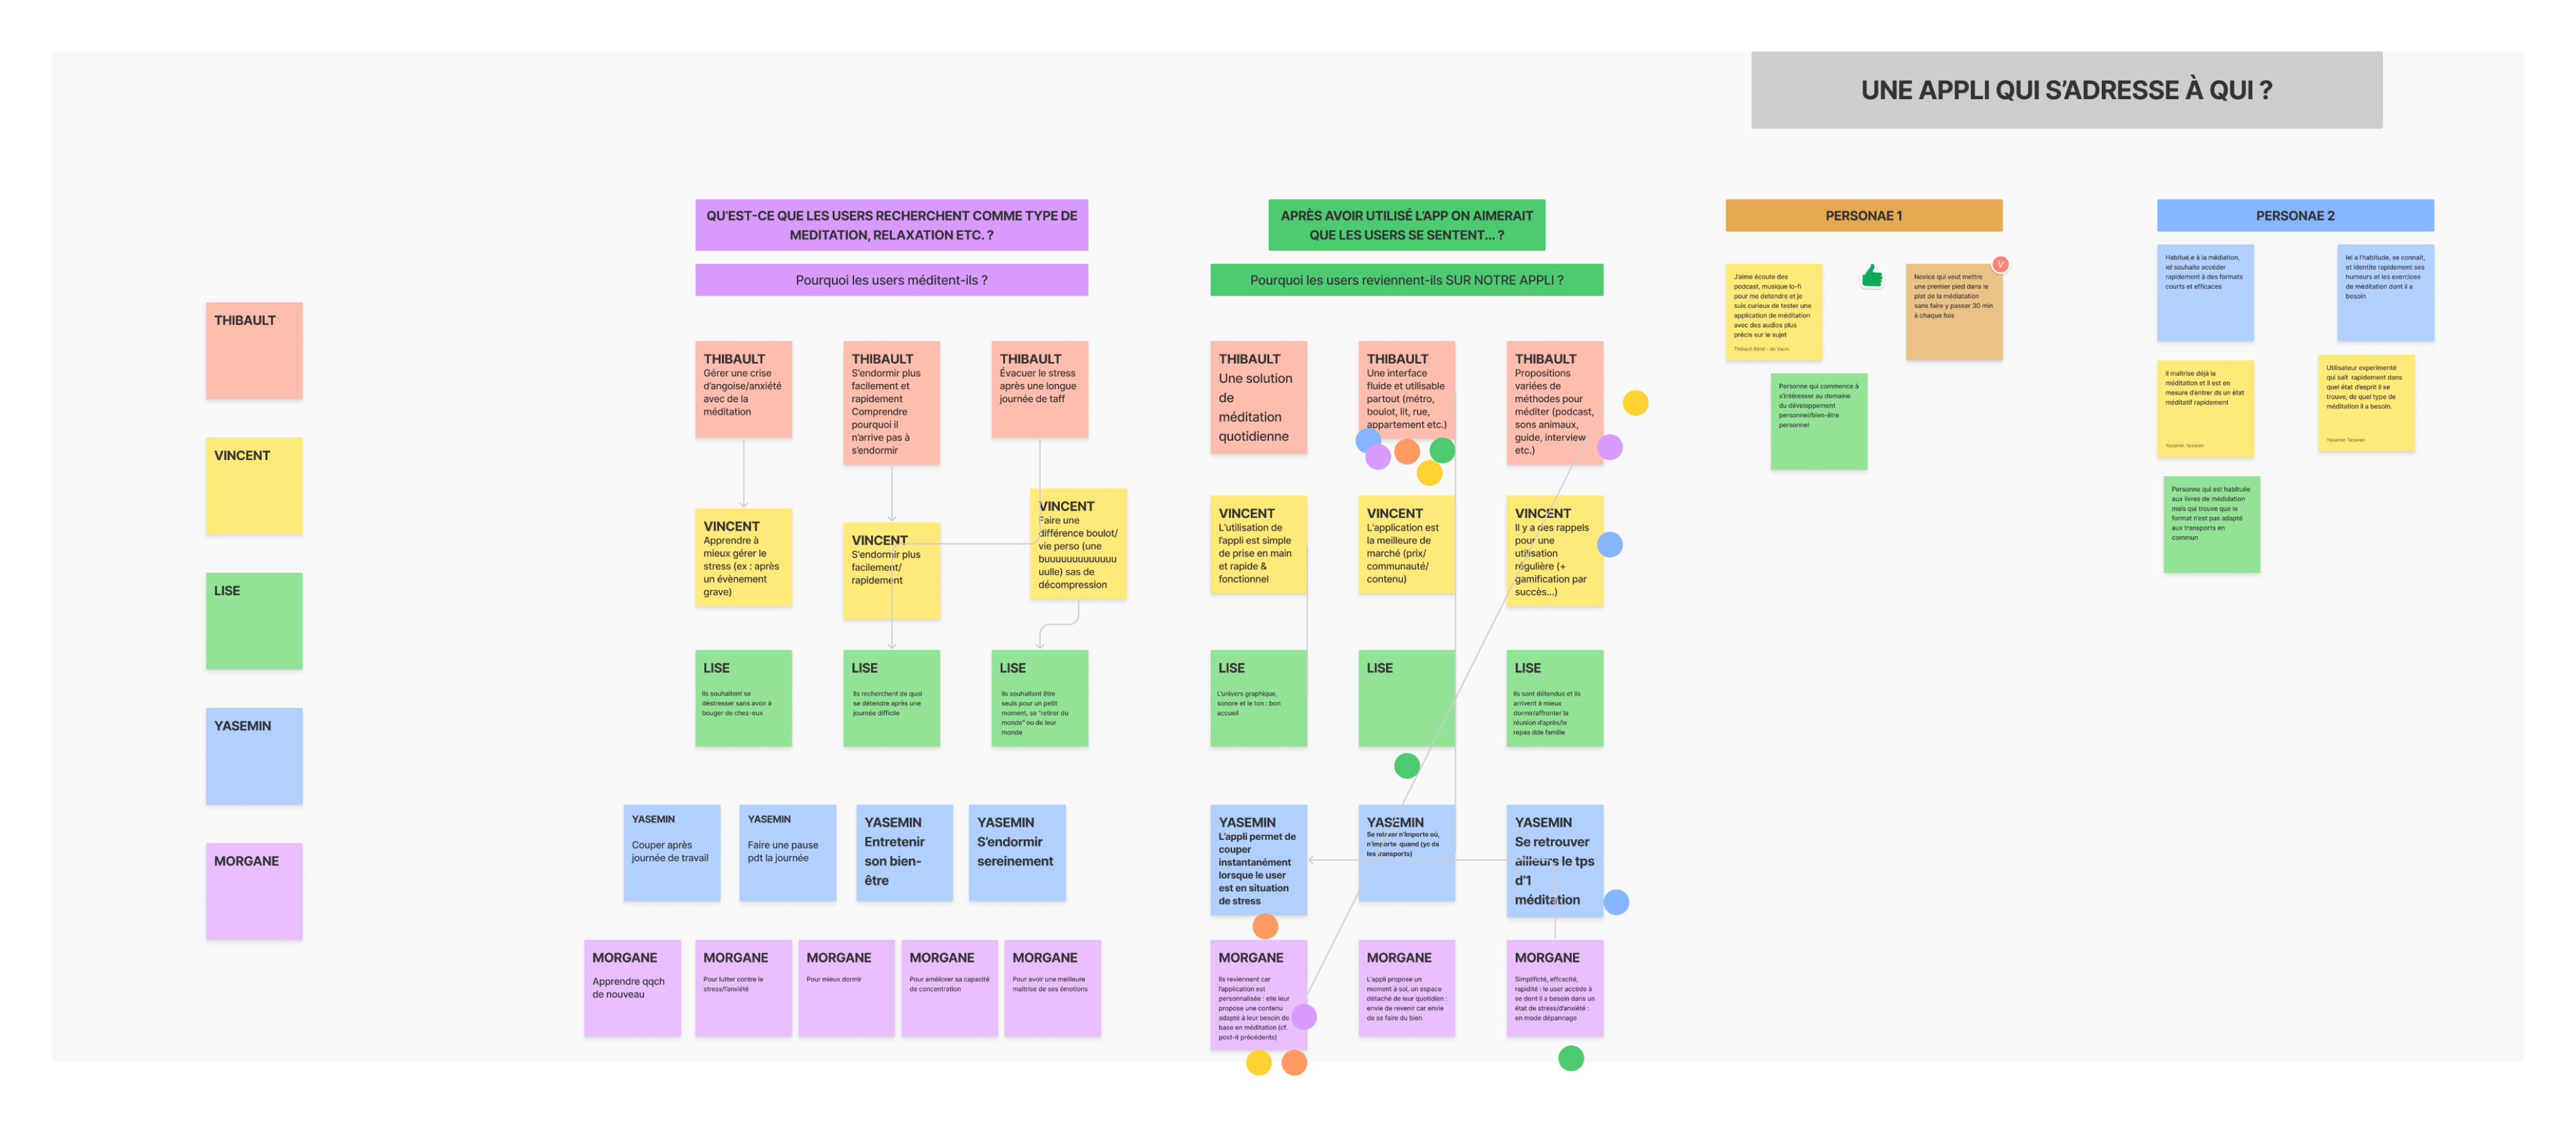 UNE APPLI QUI S'ADRESSE À QUI ?
THIBAULT
VINCENT
LISE
YASEMIN
MORGANE
QU'EST-CE QUE LES USERS RECHERCHENT COMME TYPE DE
MEDITATION, RELAXATION ETC. ?
Pourquoi les users méditent-ils ?
THIBAULT
Gérer une crise
d'angoise/anxiété
avec de la
méditation
THIBAULT
S'endormir plus
facilement et
rapidement
Comprendre
pourquoi il
n'arrive pas à
s'endormir
THIBAULT
Évacuer le stress
après une longue
journée de taff
VINCENT
Apprendre à
mieux gérer le
stress (ex : après
un évènement
grave)
VINCENT
S'endormir plus
facilement/
rapidement
VINCENT
Faire une
différence boulot/
vie perso (une
buuuuuuuuuuuuu
uulle) sas de
décompression
LISE
Ils souhaitent se
déstresser sans avoir à
bouger de chez-eux
LISE
Ils recherchent de quoi
se détendre après une
journée difficile
LISE
Ils souhaitent être
seuls pour un petit
moment, se "retirer du
monde" ou de leur
monde
YASEMIN
Couper après
journée de travail
YASEMIN
Faire une pause
pdt la journée
YASEMIN
Entretenir
son bien-
être
YASEMIN
S'endormir
sereinement
MORGANE
Apprendre qqch
de nouveau
MORGANE
Pour lutter contre le
stress/l'anxiété
MORGANE
Pour mieux dormir
MORGANE
Pour améliorer sa capacité
de concentration
MORGANE
Pour avoir une meilleure
maitrise de ses émotions
APRÈS AVOIR UTILISÉ L'APP ON AIMERAIT
QUE LES USERS SE SENTENT... ?
Pourquoi les users reviennent-ils SUR NOTRE APPLI ?
THIBAULT
Une solution
de
méditation
quotidienne
THIBAULT
Une interface
fluide et utilisable
partout (métro,
boulot, lit, rue,
appartement etc.)
THIBAULT
Propositions
variées de
méthodes pour
méditer (podcast,
sons animaux,
guide, interview
etc.)
VINCENT
L'utilisation de
l'appli est simple
de prise en main
et rapide &
fonctionnel
VINCENT
L'application est
la meilleure de
marché (prix/
communauté/
contenu)
VINCENT
Il y a des rappels
pour une
utilisation
régulière (+
gamification par
succès...)
LISE
L'univers graphique,
sonore et le ton : bon
accueil
LISE
LISE
Ils sont détendus et ils
arrivent à mieux
dormir/affronter la
réunion d'après/le
repas dde famille
YASEMIN
L'appli permet de
couper
instantanément
lorsque le user
est en situation
de stress
YASEMIN
Se relxer n'importe où,
n'importe quand (yc ds
les transports)
YASEMIN
Se retrouver
ailleurs le tps
d'1
méditation
MORGANE
Ils reviennent car
l'application est
personnalisée : elle leur
propose une contenu
adapté à leur besoin de
base en méditation (cf.
post-it précédents)
MORGANE
L'appli propose un
moment à soi, un espace
détaché de leur quotidien :
envie de revenir car envie
de se faire du bien
MORGANE
Simplificté, effcacité,
rapidité : le user accède à
se dont il a besoin dans un
état de stress/d'anxiété :
en mode dépannage
PERSONAE 1
J'aime écoute des
podcast, musique lo-fi
pour me detendre et je
suis curieux de tester une
application de méditation
avec des audios plus
précis sur le sujet
Thibault Béral - de Vaux
V
Novice qui veut mettre
une premier pied dans le
plat de la médiatation
sans faire y passer 30 min
à chaque fois
Personne qui commence à
s'intéresser au domaine
du développement
personnel/bien-être
personnel
PERSONAE 2
Habitué.e à la médiation,
iel souhaite accéder
rapidement à des formats
courts et efficaces
Iel a l'habitude, se connait,
et identite rapidement ses
humeurs et les exercices
de méditation dont il a
besoin
Il maîtrise déjà la
méditation et il est en
mesure d'entrer ds un état
méditatif rapidement
Yasemin Tezeren
Utilisateur experimenté
qui sait rapidement dans
quel état d'esprit il se
trouve, de quel type de
méditation il a besoin.
Yasemin Tezeren
Personne qui est habituée
aux livres de médidation
mais qui trouve que le
format n'est pas adapté
aux transports en
commun